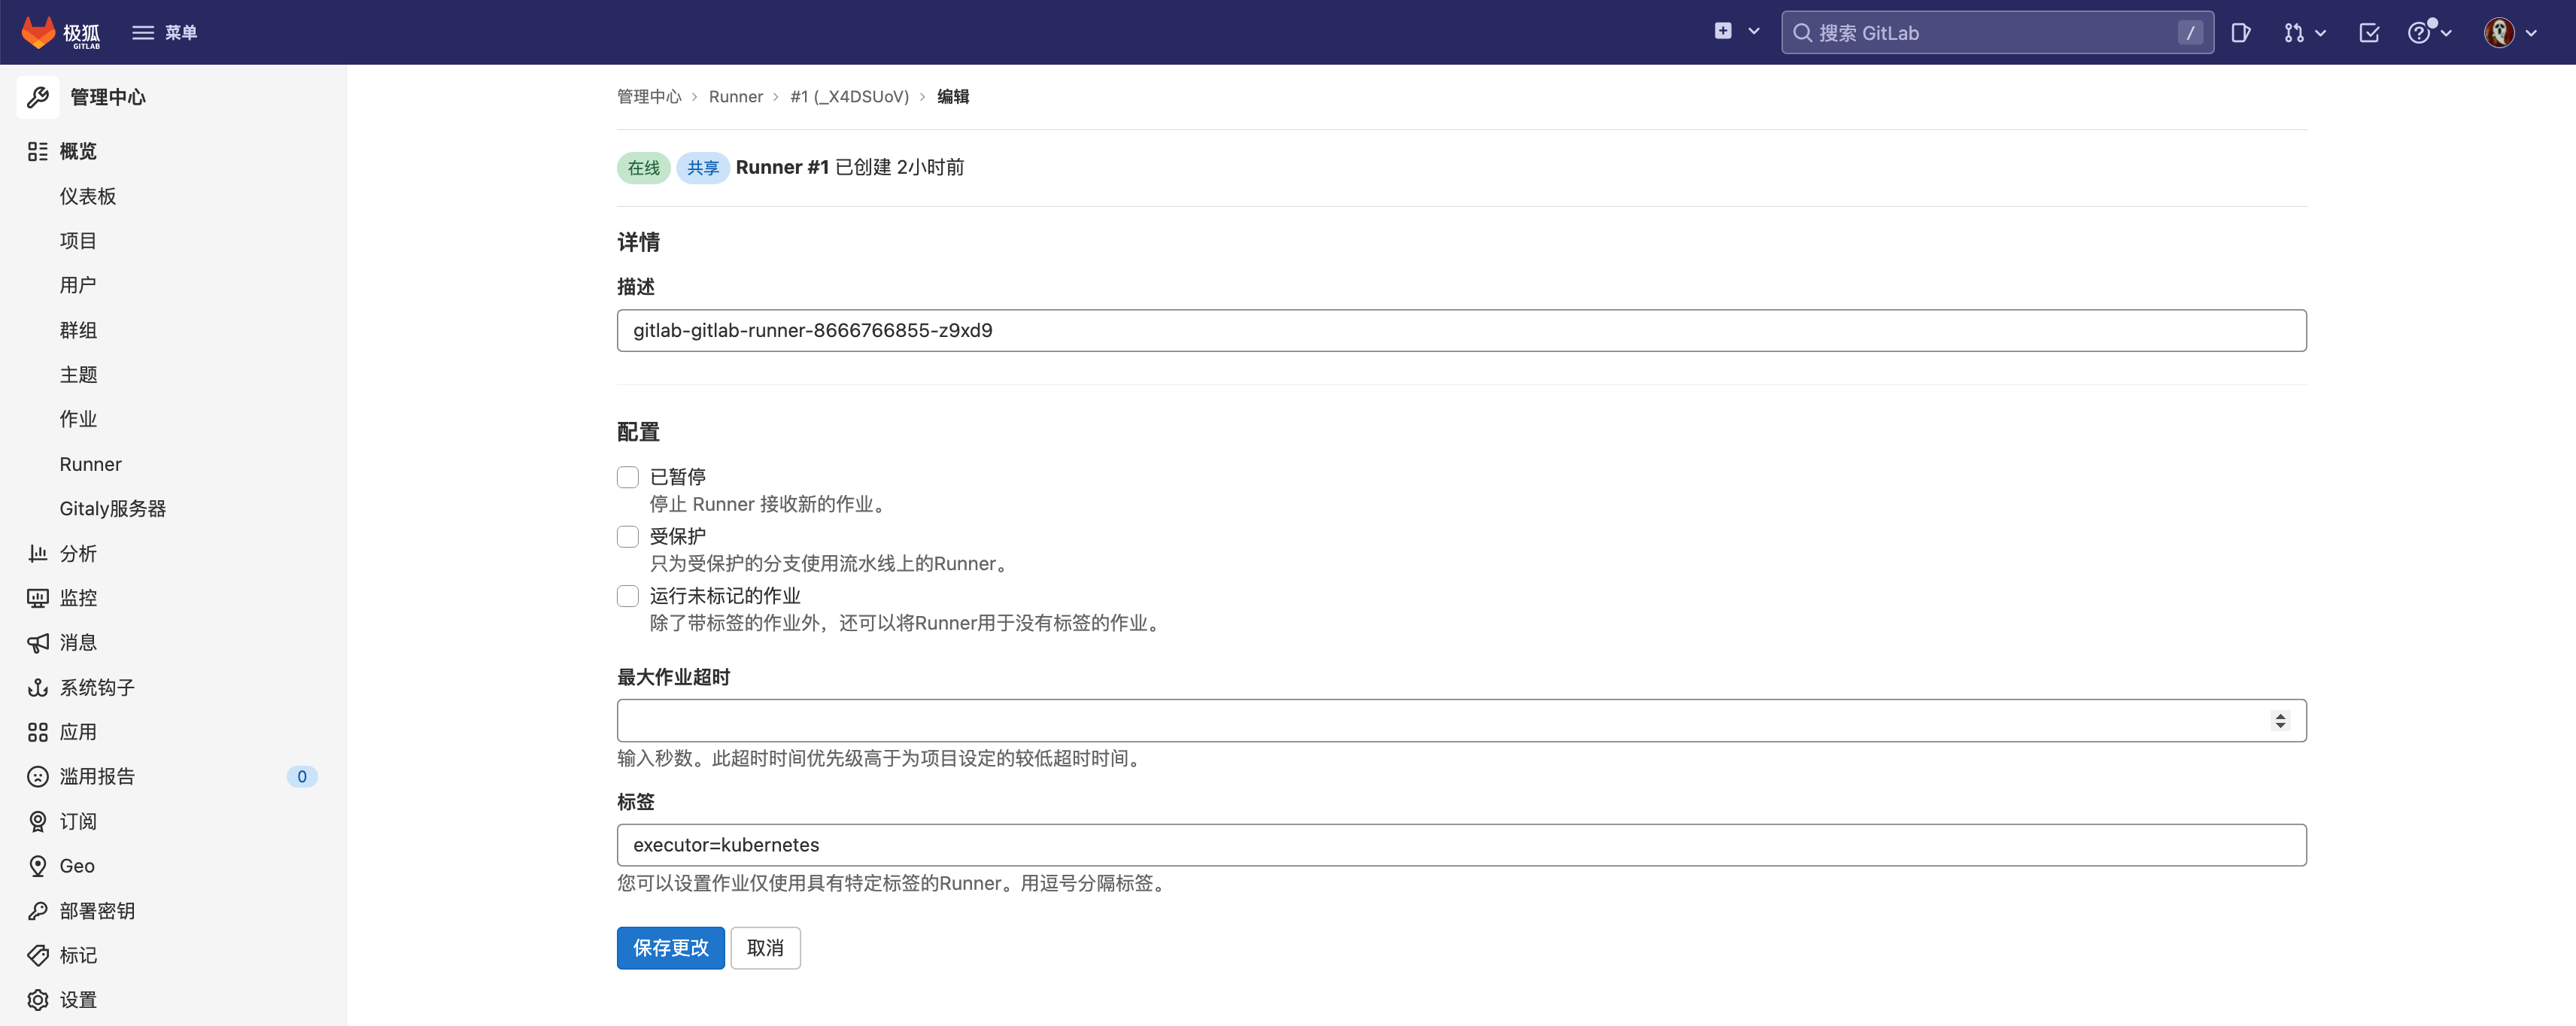 极狐
GITLAB
菜单
搜索 GitLab
/
管理中心
概览
仪表板
项目
用户
群组
主题
作业
Runner
Gitaly服务器
分析
监控
消息
系统钩子
应用
滥用报告 0
订阅
Geo
部署密钥
标记
设置
管理中心 › Runner › #1 (_X4DSUoV) › 编辑
在线 共享 Runner #1 已创建 2小时前
详情
描述
gitlab-gitlab-runner-8666766855-z9xd9
配置
已暂停
停止 Runner 接收新的作业。
受保护
只为受保护的分支使用流水线上的Runner。
运行未标记的作业
除了带标签的作业外，还可以将Runner用于没有标签的作业。
最大作业超时
输入秒数。此超时时间优先级高于为项目设定的较低超时时间。
标签
executor=kubernetes
您可以设置作业仅使用具有特定标签的Runner。用逗号分隔标签。
保存更改 取消